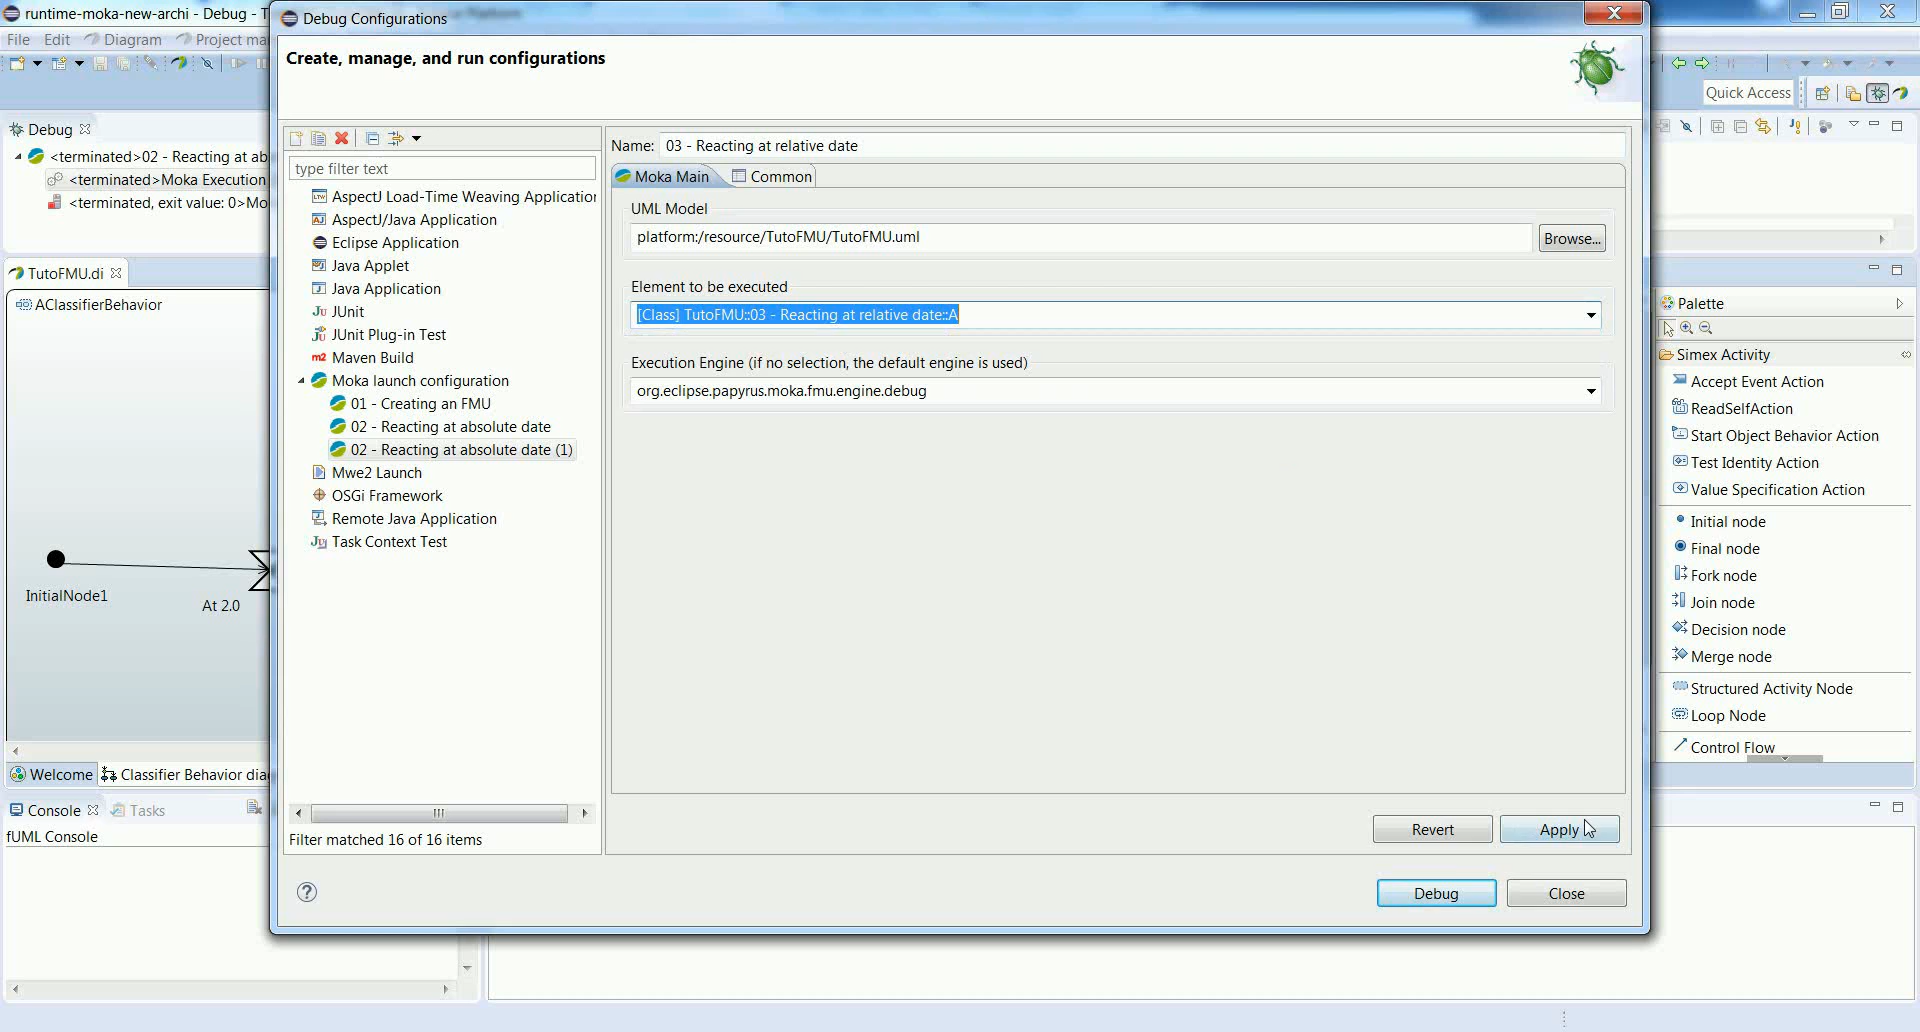 runtime-moka-new-archi - Debug - T
Debug Configurations
File Edit Diagram Project ma
Create, manage, and run configurations
Quick Access
Debug
<terminated>02 - Reacting at ab
<terminated>Moka Execution
<terminated, exit value: 0>Mo
type filter text
AspectJ Load-Time Weaving Application
AspectJ/Java Application
Eclipse Application
Java Applet
Java Application
JUnit
JUnit Plug-in Test
Maven Build
Moka launch configuration
01 - Creating an FMU
02 - Reacting at absolute date
02 - Reacting at absolute date (1)
Mwe2 Launch
OSGi Framework
Remote Java Application
Task Context Test
Filter matched 16 of 16 items
Name: 03 - Reacting at relative date
Moka Main Common
UML Model
platform:/resource/TutoFMU/TutoFMU.uml
Browse...
Element to be executed
[Class] TutoFMU::03 - Reacting at relative date::A
Execution Engine (if no selection, the default engine is used)
org.eclipse.papyrus.moka.fmu.engine.debug
Revert
Apply
Debug
Close
TutoFMU.di
AClassifierBehavior
InitialNode1
At 2.0
Welcome Classifier Behavior dia
Console Tasks
fUML Console
Palette
Simex Activity
Accept Event Action
ReadSelfAction
Start Object Behavior Action
Test Identity Action
Value Specification Action
Initial node
Final node
Fork node
Join node
Decision node
Merge node
Structured Activity Node
Loop Node
Control Flow